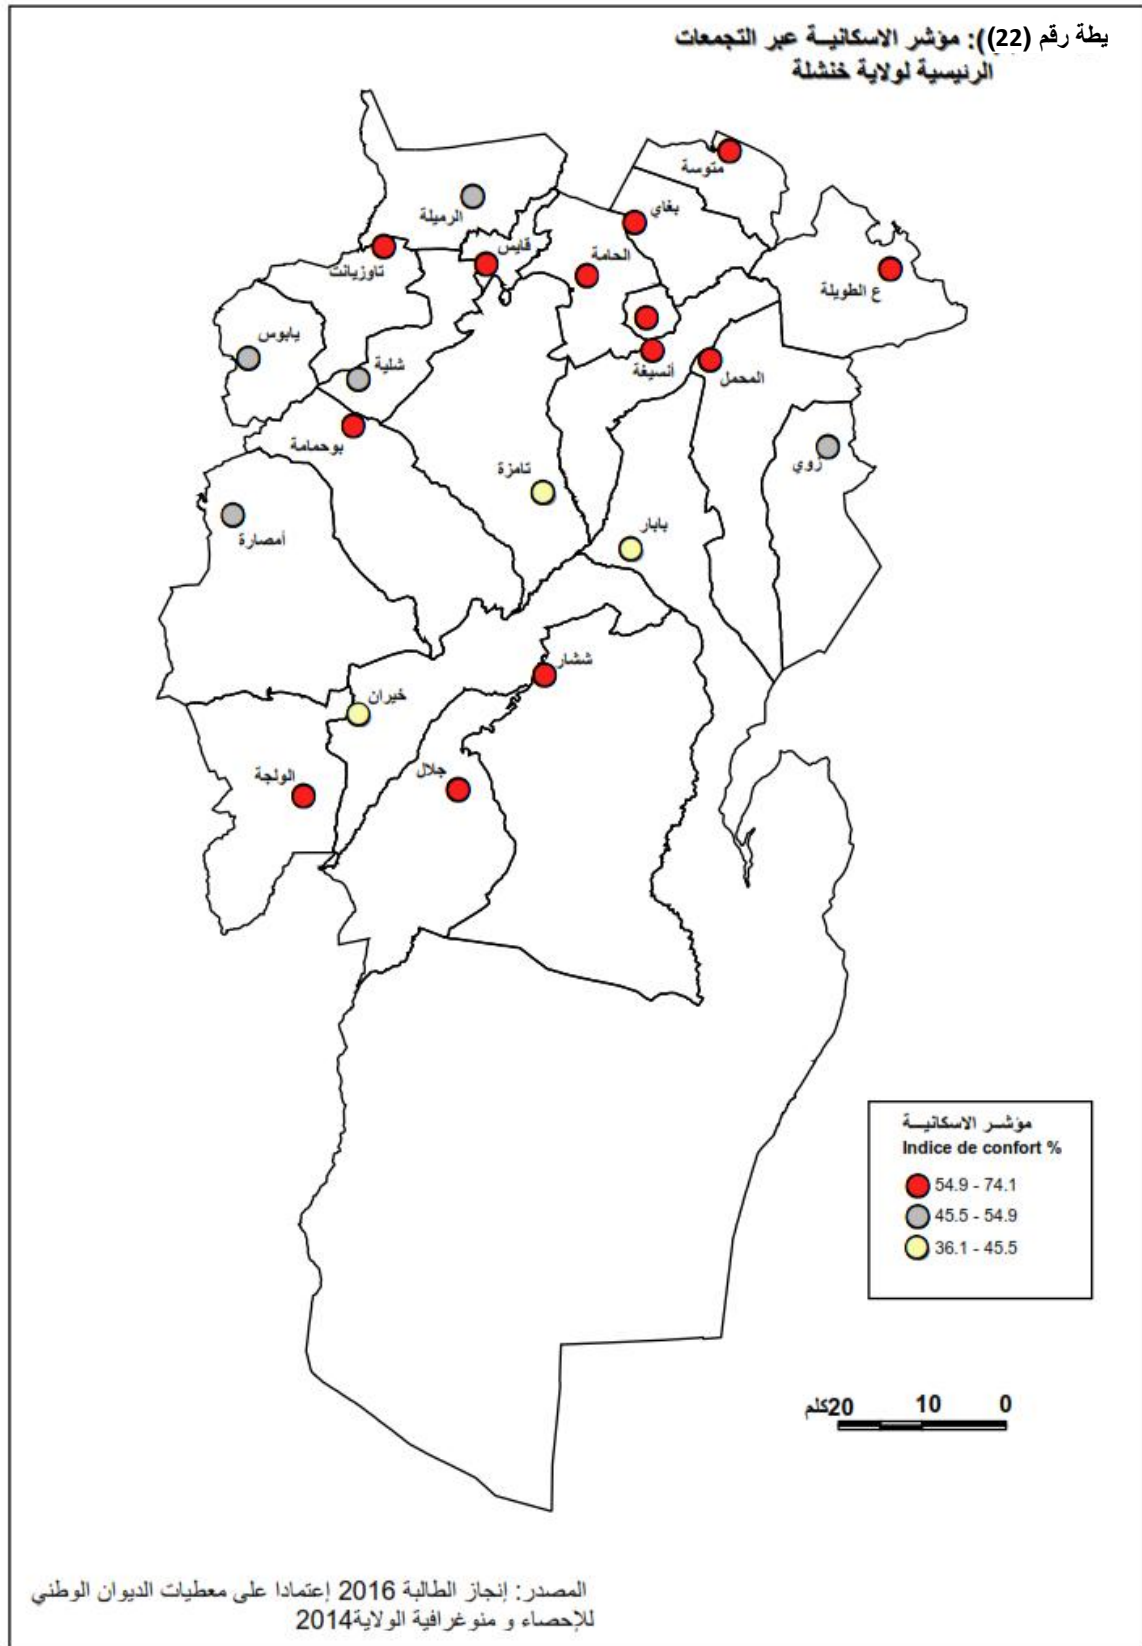 يطة رقم (22)): مؤشر الاسكانيــة عبر التجمعات
الرئيسية لولاية خنشلة
متوسة
الرميلة
بغاي
قايس
الحامة
تاوزيانت
ع الطويلة
يابوس
شلية
أنسيغة
المحمل
بوحمامة
زوي
تامزة
بابار
أمصارة
ششار
خيران
جلال
الولجة
مؤشــر الاسكانيــة
Indice de confort %
54.9 - 74.1
45.5 - 54.9
36.1 - 45.5
0 10 20كلم
المصدر: إنجاز الطالبة 2016 إعتمادا على معطيات الديوان الوطني
للإحصاء و منوغرافية الولاية2014